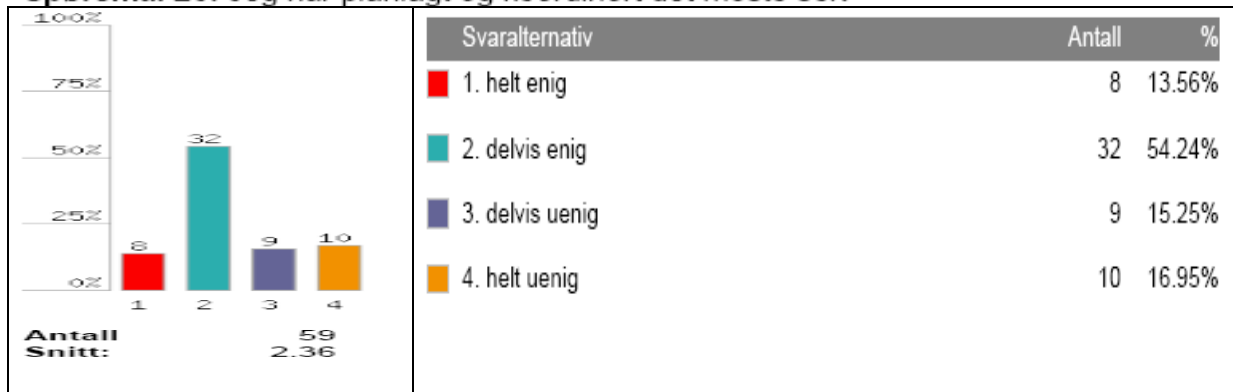 100%
75%
50%
25%
0%
8
32
9
10
1 2 3 4
Antall 59
Snitt: 2.36
Svaralternativ Antall %
1. helt enig 8 13.56%
2. delvis enig 32 54.24%
3. delvis uenig 9 15.25%
4. helt uenig 10 16.95%